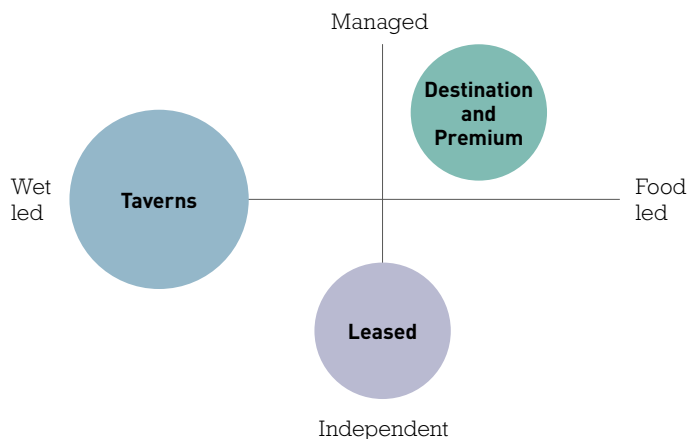 Managed
Destination
and
Premium
Wet
led
Taverns
Food
led
Leased
Independent